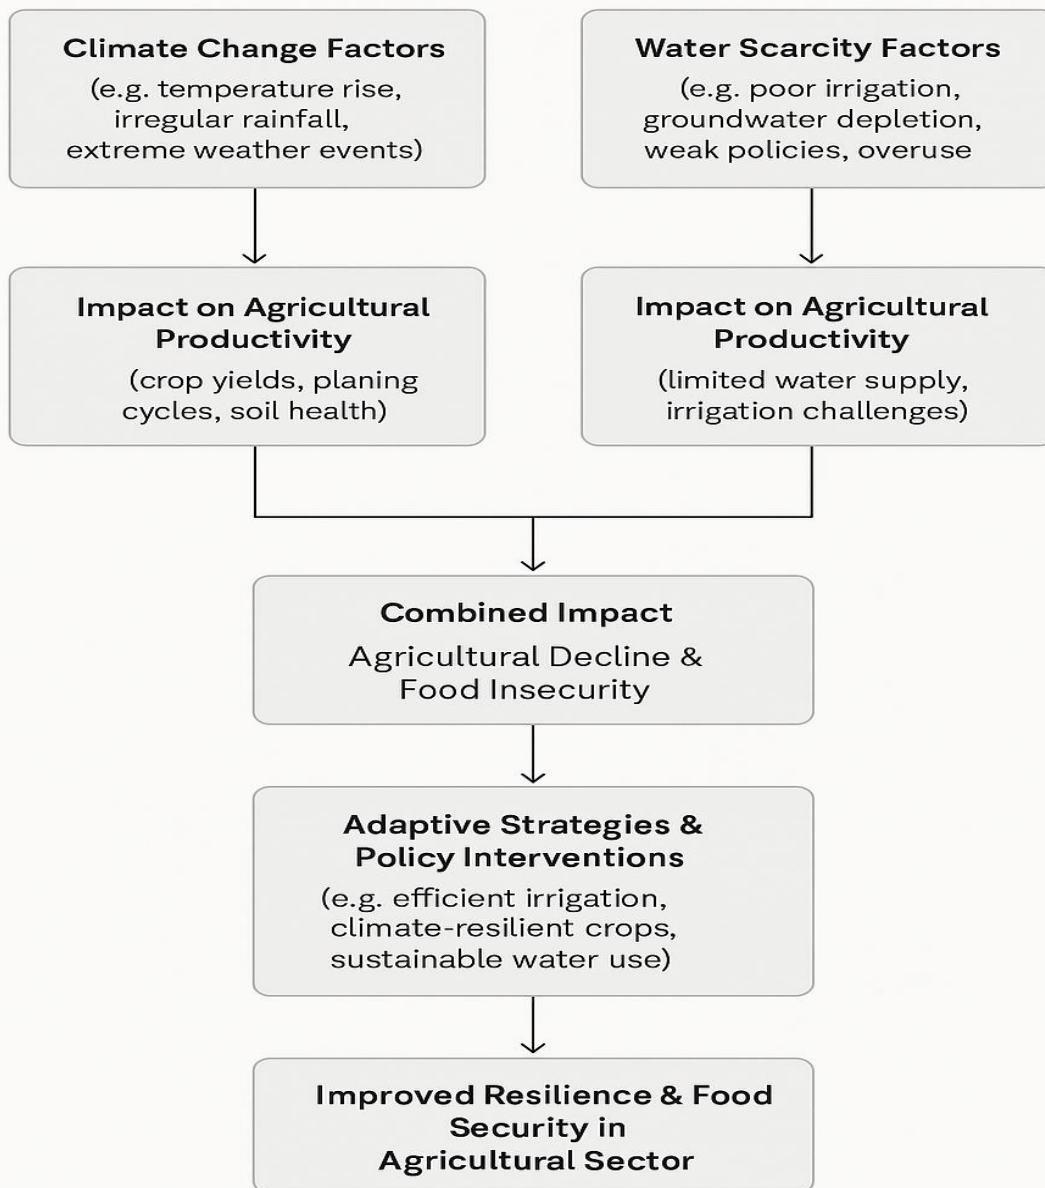 Climate Change Factors
(e.g. temperature rise,
irregular rainfall,
extreme weather events)
Water Scarcity Factors
(e.g. poor irrigation,
groundwater depletion,
weak policies, overuse
Impact on Agricultural
Productivity
(crop yields, planing
cycles, soil health)
Impact on Agricultural
Productivity
(limited water supply,
irrigation challenges)
Combined Impact
Agricultural Decline &
Food Insecurity
Adaptive Strategies &
Policy Interventions
(e.g. efficient irrigation,
climate-resilient crops,
sustainable water use)
Improved Resilience & Food
Security in
Agricultural Sector